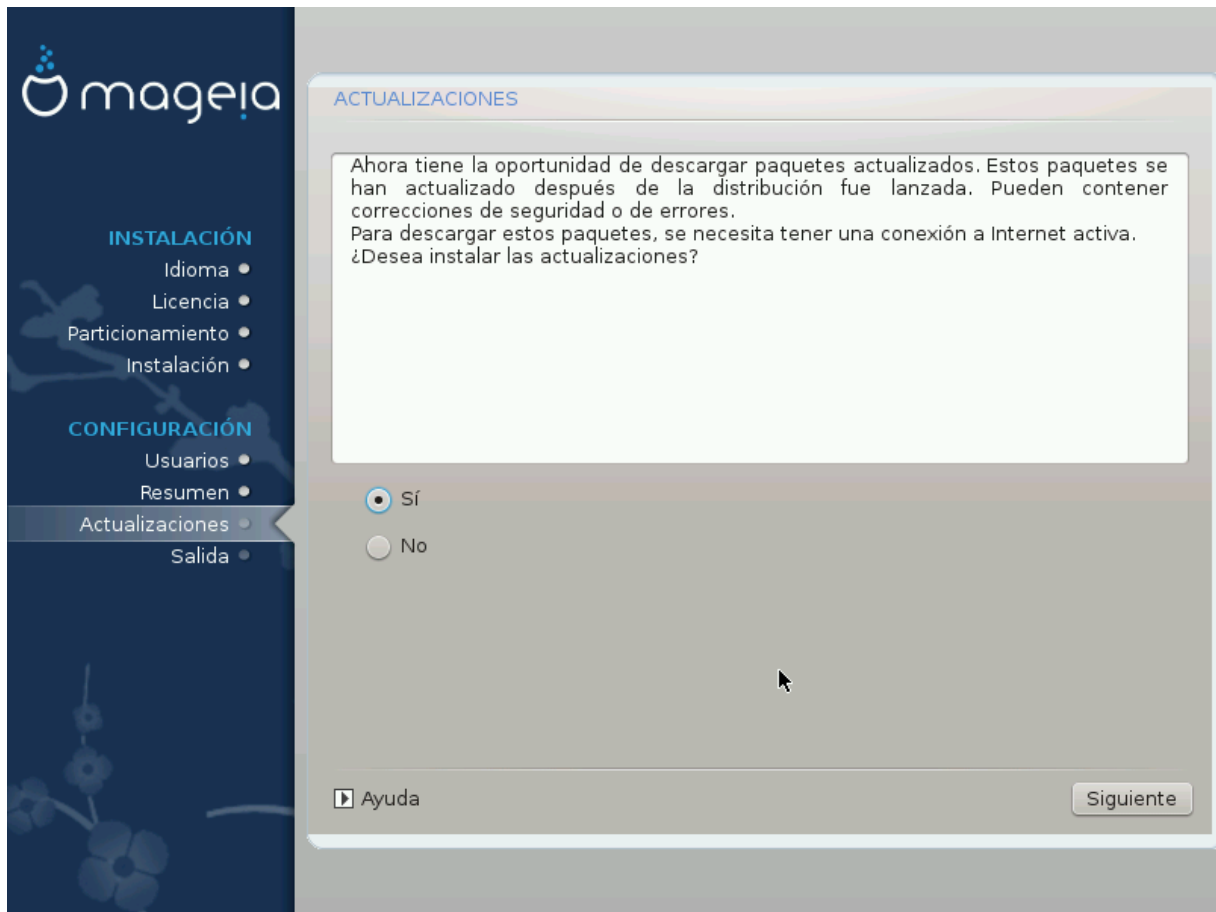 mageia
INSTALACIÓN
Idioma
Licencia
Particionamiento
Instalación
CONFIGURACIÓN
Usuarios
Resumen
Actualizaciones
Salida
ACTUALIZACIONES
Ahora tiene la oportunidad de descargar paquetes actualizados. Estos paquetes se
han actualizado después de la distribución fue lanzada. Pueden contener
correcciones de seguridad o de errores.
Para descargar estos paquetes, se necesita tener una conexión a Internet activa.
¿Desea instalar las actualizaciones?
Sí
No
Ayuda
Siguiente